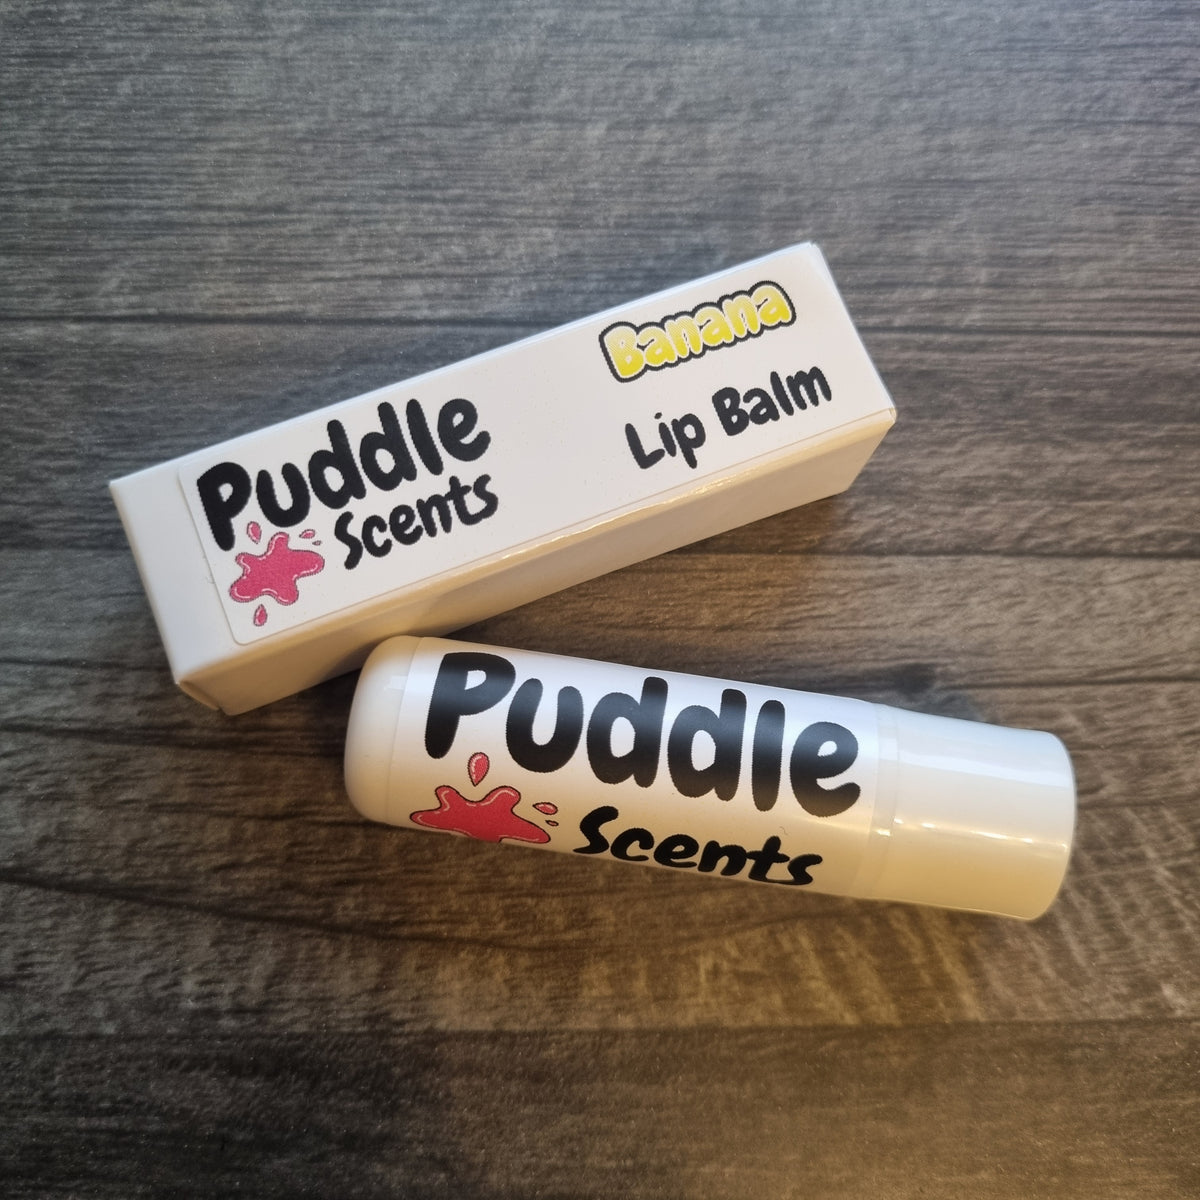 Puddle
Scents
Banana
Lip Balm
Puddle
Scents